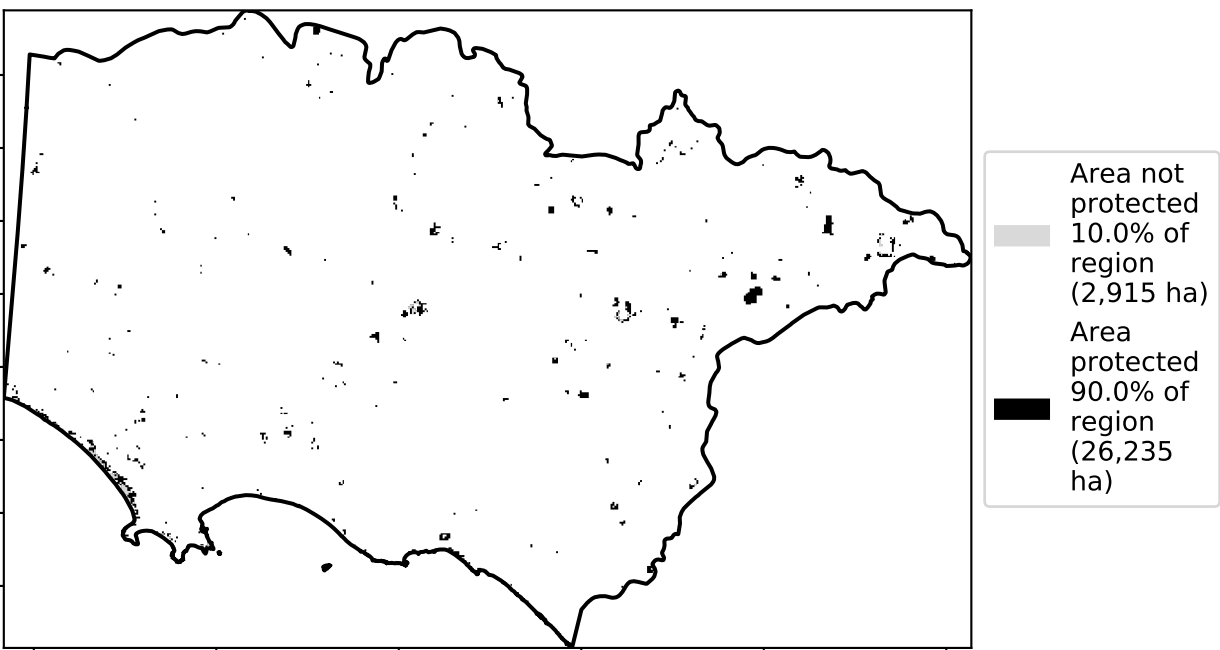 Area not
protected
10.0% of
region
(2,915 ha)
Area
protected
90.0% of
region
(26,235
ha)